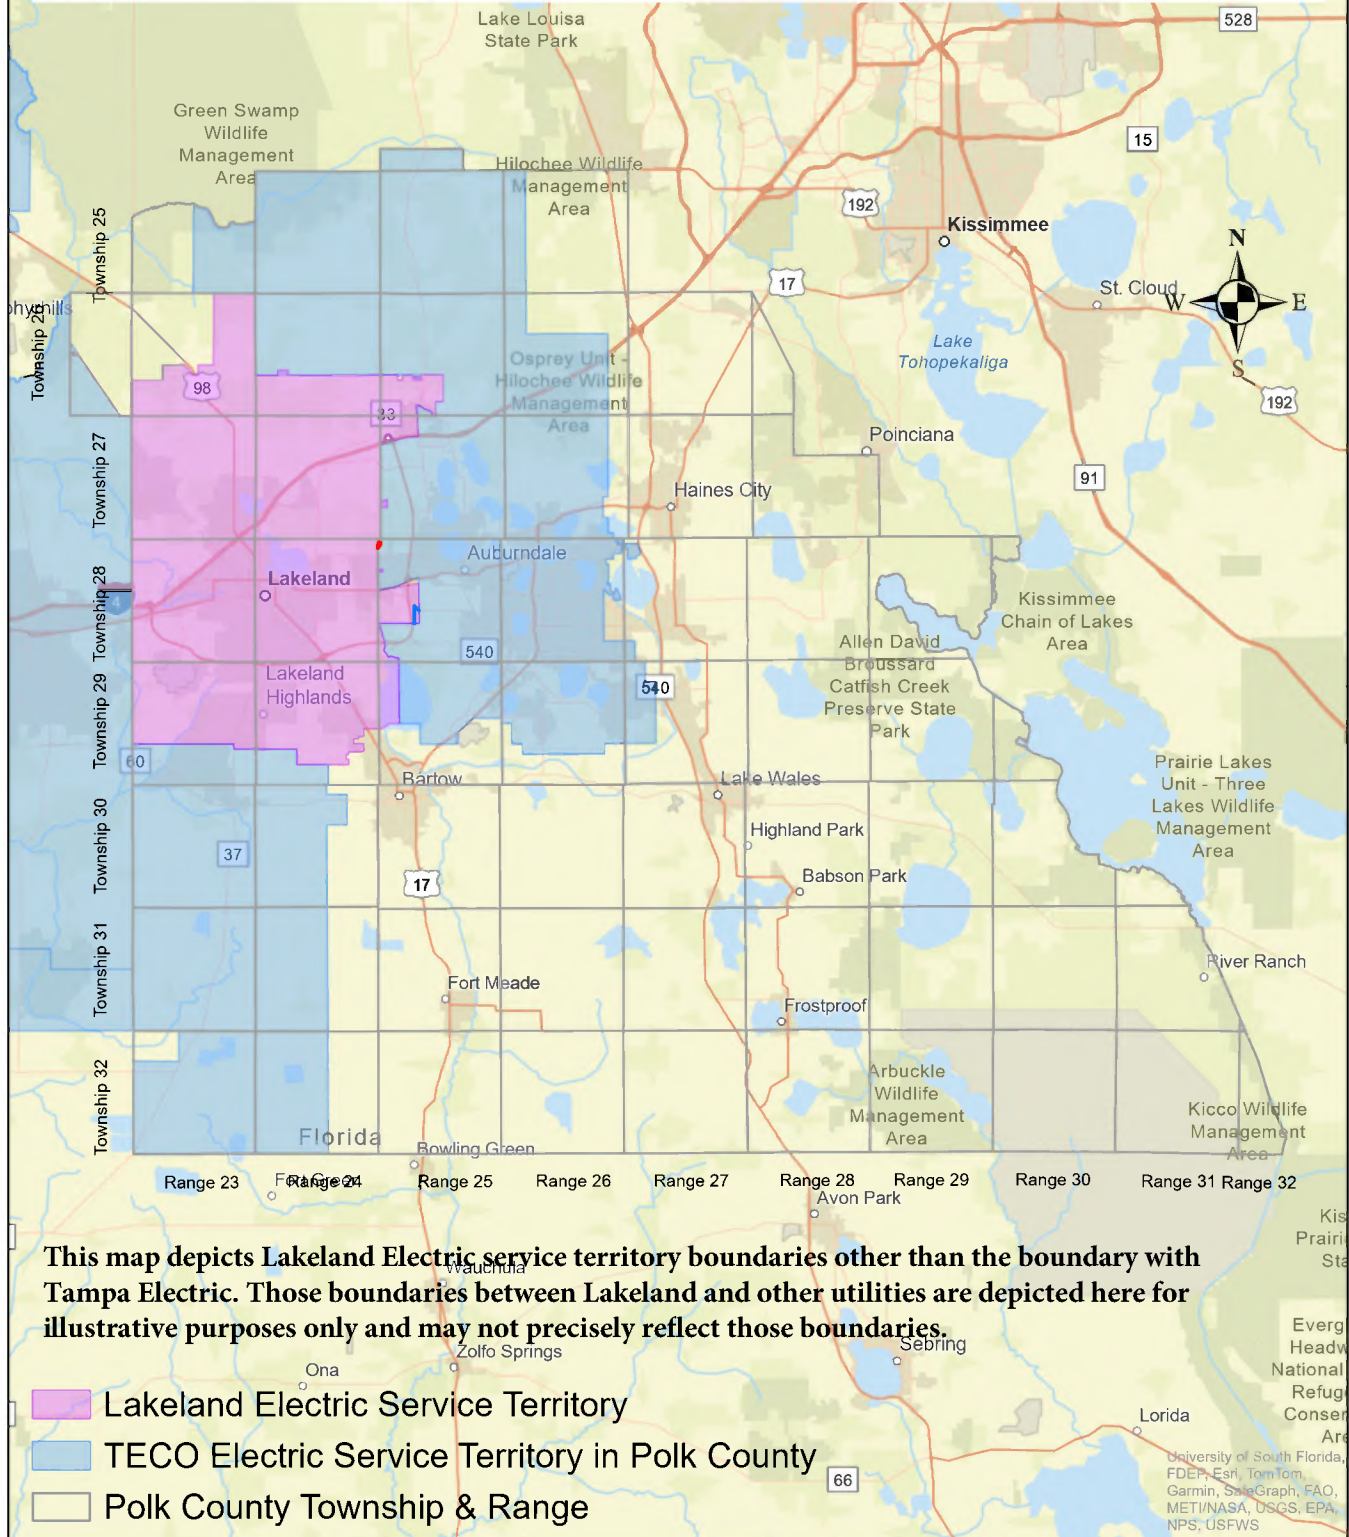 Lake Louisa
State Park
528
Green Swamp
Wildlife
Management
Area
15
Hilochee Wildlife
Management
Area
192
Kissimmee
Township 25
N
W
E
S
17
St. Cloud
Township 26
Lake
Tohopekaliga
Osprey Unit -
Hilochee Wildlife
Management
Area
98
33
192
Poinciana
Township 27
91
Haines City
Auburndale
Lakeland
Township 28
4
Kissimmee
Chain of Lakes
Area
Allen David
Broussard
Catfish Creek
Preserve State
Park
540
540
Lakeland
Highlands
Township 29
60
Bartow
Lake Wales
Prairie Lakes
Unit - Three
Lakes Wildlife
Management
Area
Township 30
Highland Park
37
17
Babson Park
Township 31
River Ranch
Fort Meade
Frostproof
Township 32
Arbuckle
Wildlife
Management
Area
Kicco Wildlife
Management
Area
Florida
Bowling Green
Range 23
Range 24
Range 25
Range 26
Range 27
Range 28
Range 29
Range 30
Range 31
Range 32
Avon Park
Kis
Prairi
Sta
This map depicts Lakeland Electric service territory boundaries other than the boundary with
Wauchula
Tampa Electric. Those boundaries between Lakeland and other utilities are depicted here for
illustrative purposes only and may not precisely reflect those boundaries.
Sebring
Zolfo Springs
Ona
Everg
Headw
National
Refug
Conser
Are
Lakeland Electric Service Territory
Lorida
TECO Electric Service Territory in Polk County
66
Polk County Township & Range
University of South Florida,
FDEP, Esri, TomTom,
Garmin, SafeGraph, FAO,
METI/NASA, USGS, EPA,
NPS, USFWS